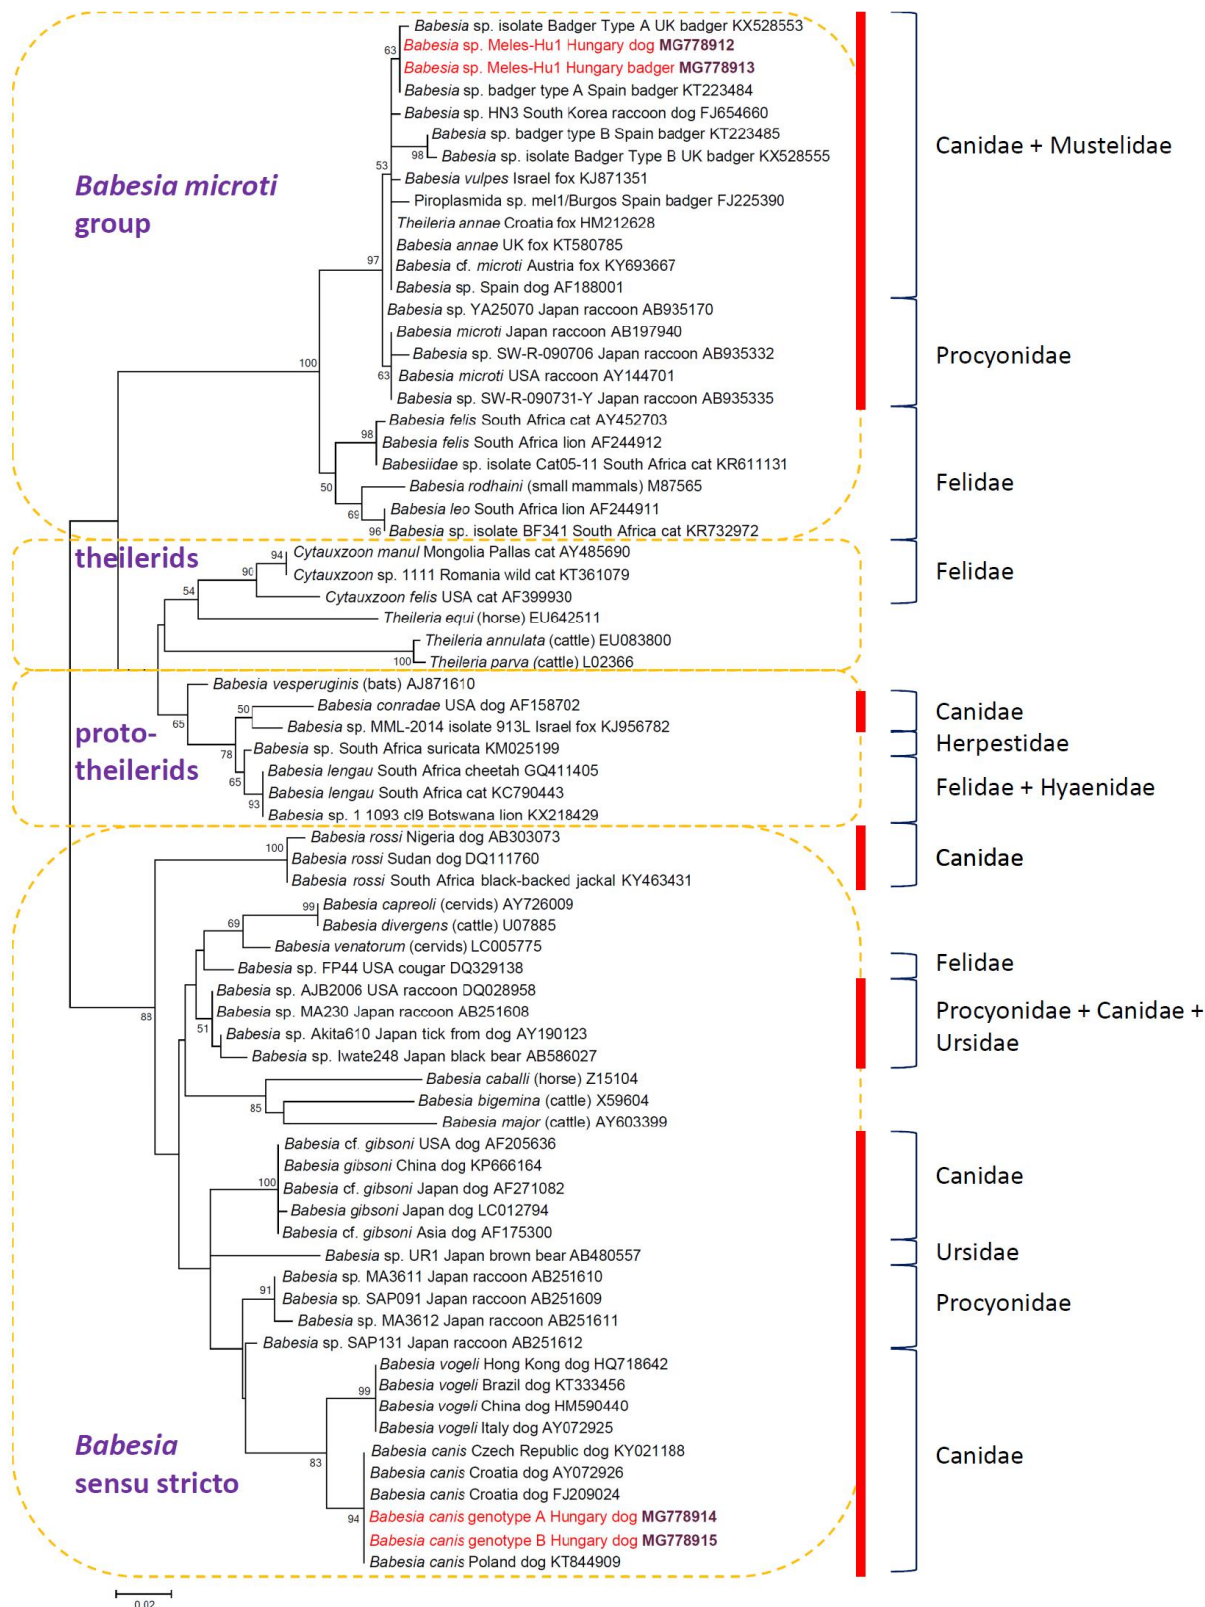 Babesia sp. isolate Badger Type A UK badger KX528553
63
Babesia sp. Meles-Hu1 Hungary dog MG778912
Babesia sp. Meles-Hu1 Hungary badger MG778913
Babesia sp. badger type A Spain badger KT223484
Babesia sp. HN3 South Korea raccoon dog FJ654660
Babesia sp. badger type B Spain badger KT223485
Canidae + Mustelidae
98
Babesia sp. isolate Badger Type B UK badger KX528555
53
Babesia vulpes Israel fox KJ871351
Babesia microti
group
Piroplasmida sp. mel1/Burgos Spain badger FJ225390
Theileria annae Croatia fox HM212628
Babesia annae UK fox KT580785
97
Babesia cf. microti Austria fox KY693667
Babesia sp. Spain dog AF188001
Babesia sp. YA25070 Japan raccoon AB935170
Babesia microti Japan raccoon AB197940
100
Babesia sp. SW-R-090706 Japan raccoon AB935332
Procyonidae
63
Babesia microti USA raccoon AY144701
Babesia sp. SW-R-090731-Y Japan raccoon AB935335
Babesia felis South Africa cat AY452703
98
Babesia felis South Africa lion AF244912
Babesiidae sp. isolate Cat05-11 South Africa cat KR611131
Felidae
50
Babesia rodhaini (small mammals) M87565
69
Babesia leo South Africa lion AF244911
96
Babesia sp. isolate BF341 South Africa cat KR732972
theilerids
94
Cytauxzoon manul Mongolia Pallas cat AY485690
90
Cytauxzoon sp. 1111 Romania wild cat KT361079
Felidae
54
Cytauxzoon felis USA cat AF399930
Theileria equi (horse) EU642511
Theileria annulata (cattle) EU083800
100
Theileria parva (cattle) L02366
Babesia vesperuginis (bats) AJ871610
50
Babesia conradae USA dog AF158702
Canidae
65
Babesia sp. MML-2014 isolate 913L Israel fox KJ956782
proto-
theilerids
78
Babesia sp. South Africa suricata KM025199
Herpestidae
65
Babesia lengau South Africa cheetah GQ411405
93
Babesia lengau South Africa cat KC790443
Felidae + Hyaenidae
Babesia sp. 1 1093 cl9 Botswana lion KX218429
Babesia rossi Nigeria dog AB303073
100
Babesia rossi Sudan dog DQ111760
Canidae
Babesia rossi South Africa black-backed jackal KY463431
99
Babesia capreoli (cervids) AY726009
69
Babesia divergens (cattle) U07885
Babesia venatorum (cervids) LC005775
Babesia sp. FP44 USA cougar DQ329138
Felidae
Babesia sp. AJB2006 USA raccoon DQ028958
88
Babesia sp. MA230 Japan raccoon AB251608
Procyonidae + Canidae +
Ursidae
51
Babesia sp. Akita610 Japan tick from dog AY190123
Babesia sp. Iwate248 Japan black bear AB586027
Babesia caballi (horse) Z15104
85
Babesia bigemina (cattle) X59604
Babesia major (cattle) AY603399
Babesia cf. gibsoni USA dog AF205636
Babesia gibsoni China dog KP666164
Canidae
100
Babesia cf. gibsoni Japan dog AF271082
Babesia gibsoni Japan dog LC012794
Babesia cf. gibsoni Asia dog AF175300
Babesia sp. UR1 Japan brown bear AB480557
Ursidae
Babesia sp. MA3611 Japan raccoon AB251610
91
Babesia sp. SAP091 Japan raccoon AB251609
Procyonidae
Babesia sp. MA3612 Japan raccoon AB251611
Babesia sp. SAP131 Japan raccoon AB251612
Babesia vogeli Hong Kong dog HQ718642
99
Babesia vogeli Brazil dog KT333456
Babesia vogeli China dog HM590440
Babesia vogeli Italy dog AY072925
Babesia
sensu stricto
83
Babesia canis Czech Republic dog KY021188
Canidae
Babesia canis Croatia dog AY072926
Babesia canis Croatia dog FJ209024
94
Babesia canis genotype A Hungary dog MG778914
Babesia canis genotype B Hungary dog MG778915
Babesia canis Poland dog KT844909
0.02